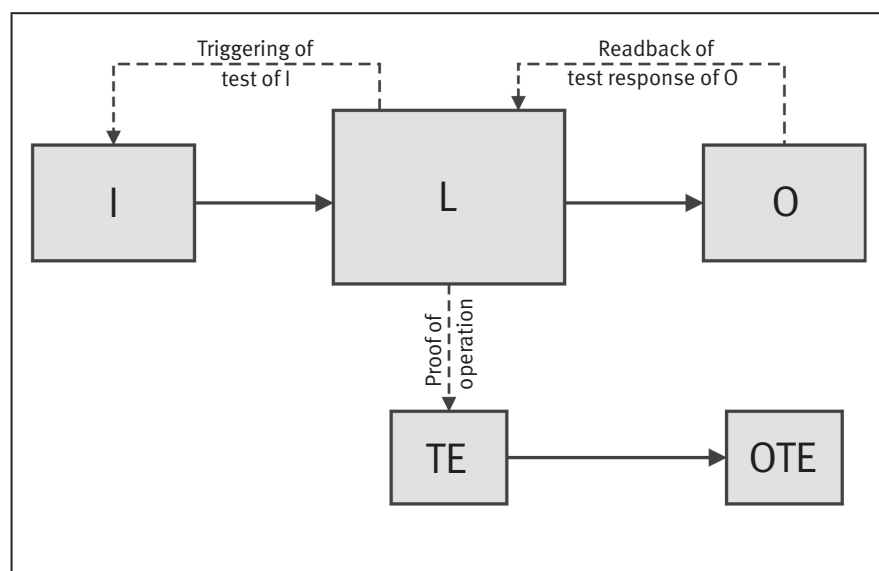 Triggering of
test of I
Readback of
test response of O
I
L
O
Proof of
operation
TE
OTE